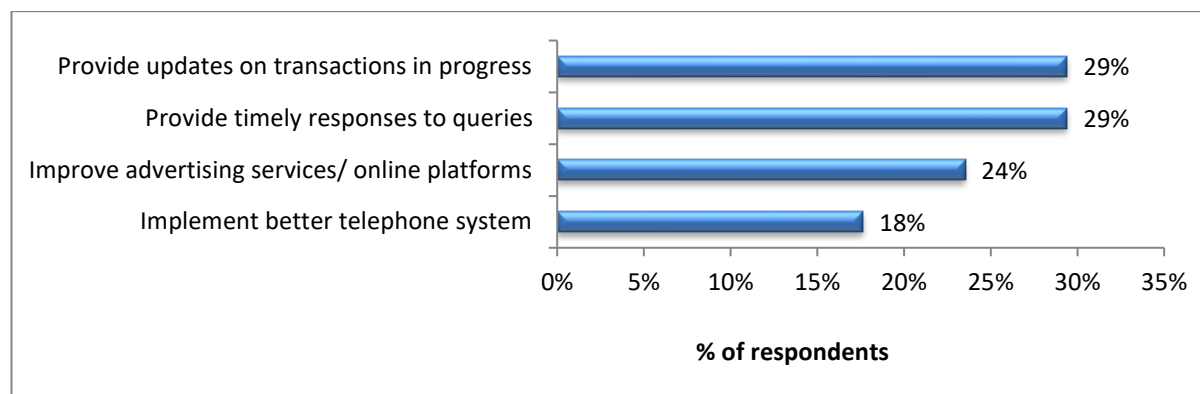 Provide updates on transactions in progress 29%
Provide timely responses to queries 29%
Improve advertising services/ online platforms 24%
Implement better telephone system 18%
0% 5% 10% 15% 20% 25% 30% 35%
% of respondents